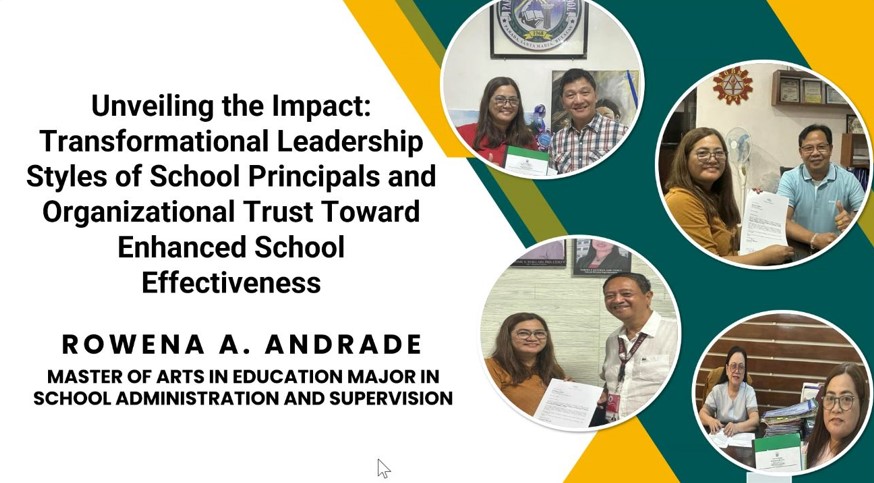 Unveiling the Impact:
Transformational Leadership
Styles of School Principals and
Organizational Trust Toward
Enhanced School
Effectiveness
ROWENA A. ANDRADE
MASTER OF ARTS IN EDUCATION MAJOR IN
SCHOOL ADMINISTRATION AND SUPERVISION